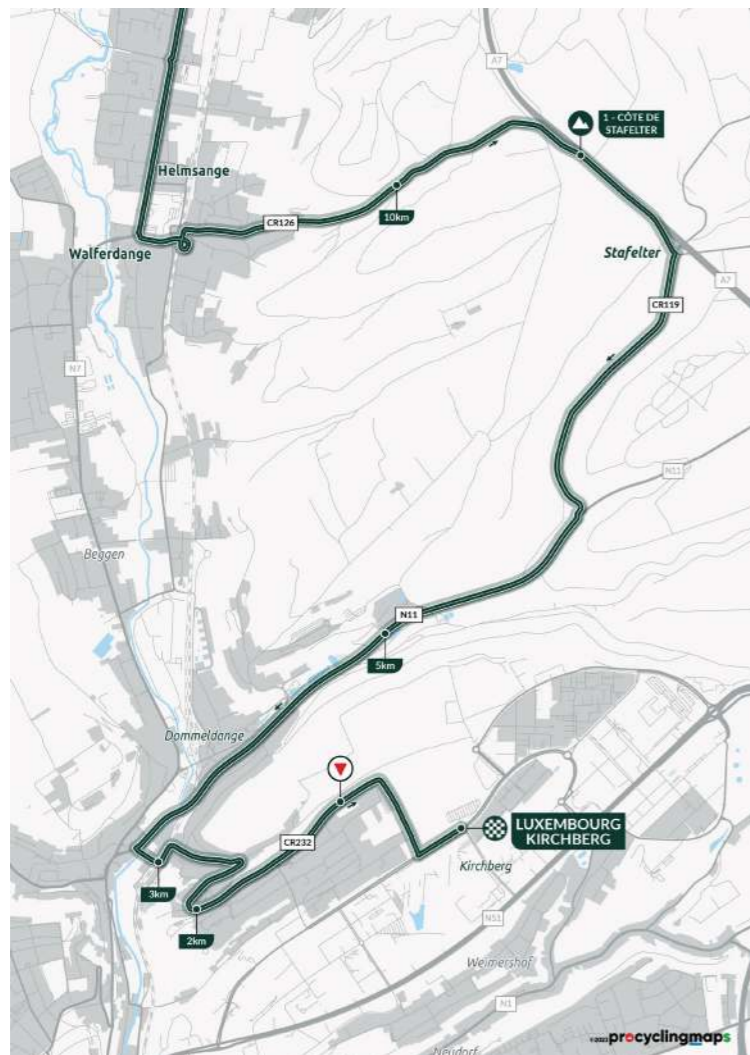 A7
1 - CÔTE DE
STAFELTER
Helmsange
10km
CR126
Walferdange
Stafelter
A7
CR119
N7
N11
Beggen
N11
5km
Dommeldange
LUXEMBOURG
KIRCHBERG
CR232
Kirchberg
3km
2km
N51
Weimershof
N1
Neudorf
©2023 procyclingmaps